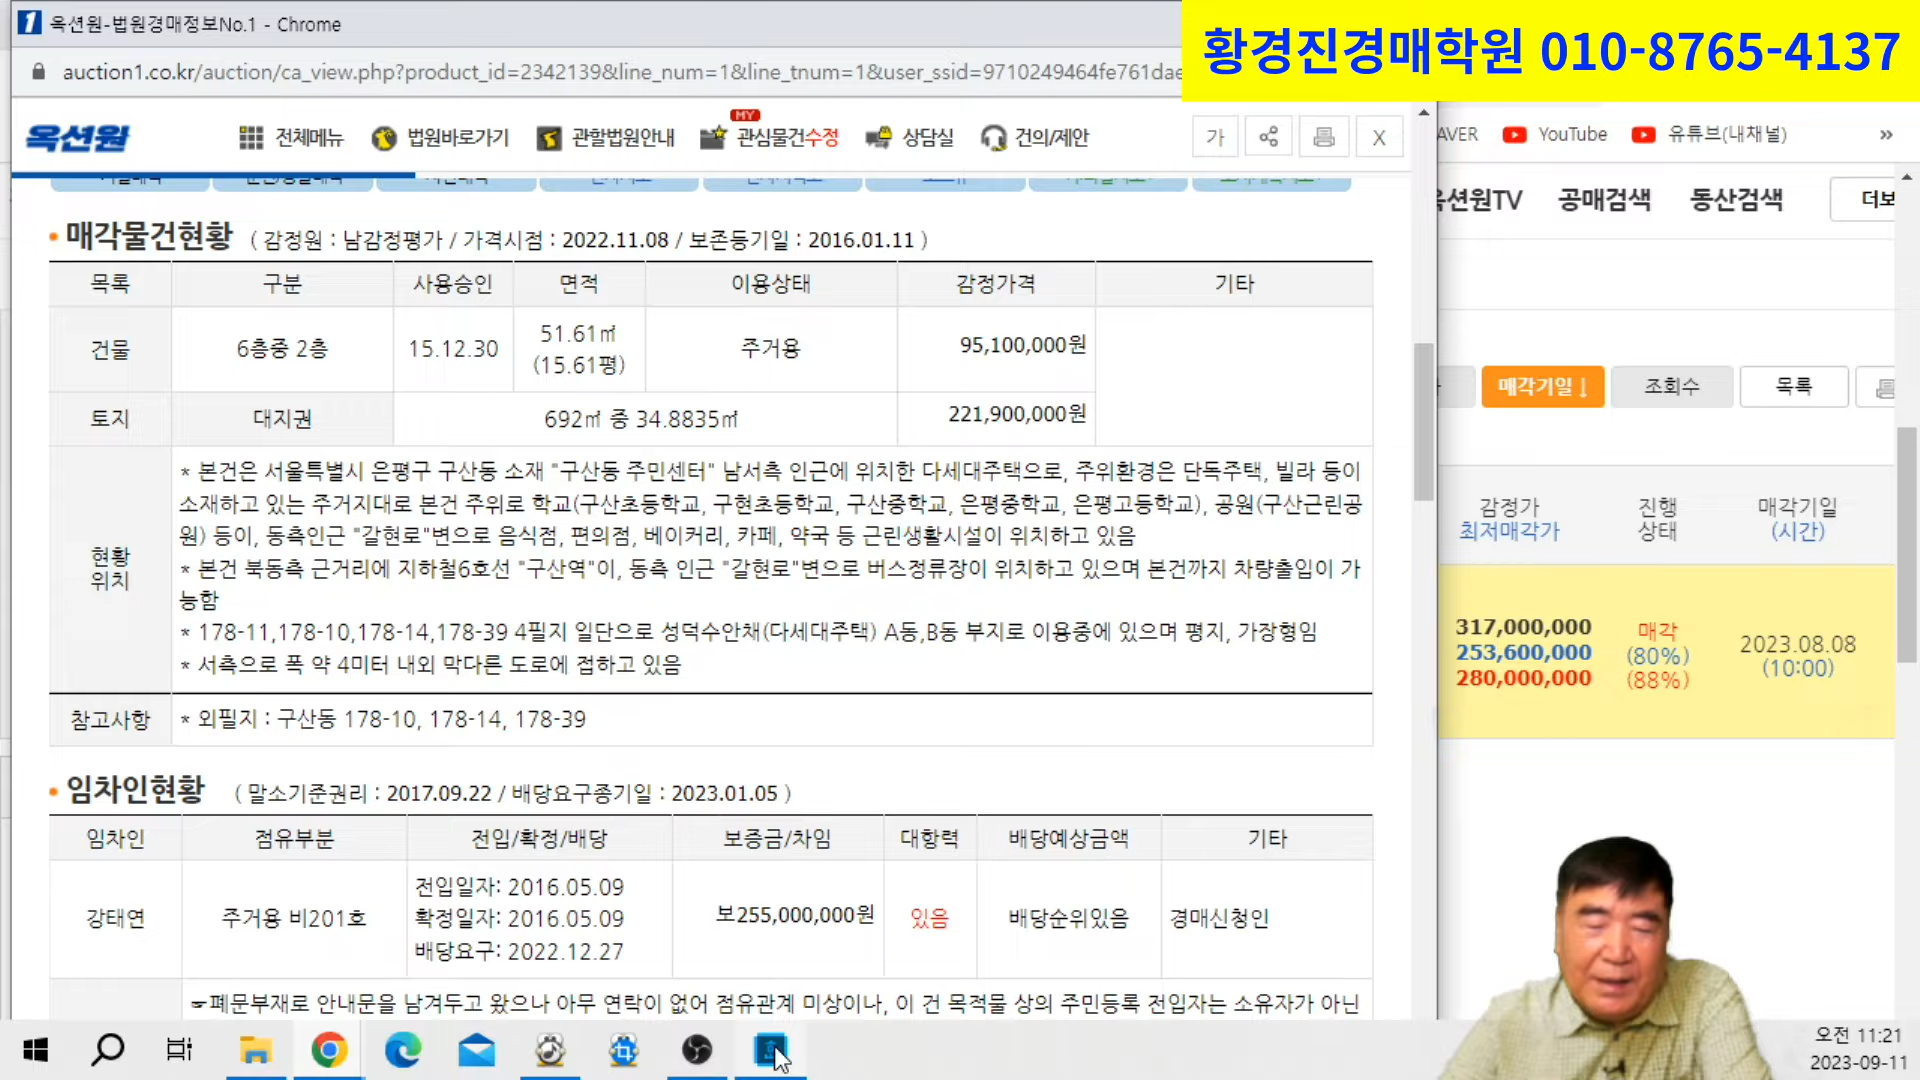 옥션원-법원경매정보No.1 - Chrome
황경진경매학원 010-8765-4137
auction1.co.kr/auction/ca_view.php?product_id=2342139&line_num=1&line_tnum=1&user_ssid=9710249464fe761dae
옥션원
전체메뉴
법원바로가기
관할법원안내
MY
관심물건수정
상담실
건의/제안
가
X
AVER
YouTube
유튜브(내채널)
»
옥션원TV
공매검색
동산검색
더보
매각물건현황 ( 감정원 : 남감정평가 / 가격시점 : 2022.11.08 / 보존등기일 : 2016.01.11 )
목록 구분 사용승인 면적 이용상태 감정가격 기타
건물 6층중 2층 15.12.30 51.61㎡ (15.61평) 주거용 95,100,000원
토지 대지권 692㎡ 중 34.8835㎡ 221,900,000원
현황
위치
* 본건은 서울특별시 은평구 구산동 소재 "구산동 주민센터" 남서측 인근에 위치한 다세대주택으로, 주위환경은 단독주택, 빌라 등이
소재하고 있는 주거지대로 본건 주위로 학교(구산초등학교, 구현초등학교, 구산중학교, 은평중학교, 은평고등학교), 공원(구산근린공
원) 등이, 동측인근 "갈현로"변으로 음식점, 편의점, 베이커리, 카페, 약국 등 근린생활시설이 위치하고 있음
* 본건 북동측 근거리에 지하철6호선 "구산역"이, 동측 인근 "갈현로"변으로 버스정류장이 위치하고 있으며 본건까지 차량출입이 가
능함
* 178-11,178-10,178-14,178-39 4필지 일단으로 성덕수안채(다세대주택) A동,B동 부지로 이용중에 있으며 평지, 가장형임
* 서측으로 폭 약 4미터 내외 막다른 도로에 접하고 있음
참고사항 * 외필지 : 구산동 178-10, 178-14, 178-39
임차인현황 ( 말소기준권리 : 2017.09.22 / 배당요구종기일 : 2023.01.05 )
임차인 점유부분 전입/확정/배당 보증금/차임 대항력 배당예상금액 기타
강태연 주거용 비201호
전입일자: 2016.05.09
확정일자: 2016.05.09
배당요구: 2022.12.27
보255,000,000원 있음 배당순위있음 경매신청인
☞폐문부재로 안내문을 남겨두고 왔으나 아무 연락이 없어 점유관계 미상이나, 이 건 목적물 상의 주민등록 전입자는 소유자가 아닌
매각기일↓
조회수
목록
감정가
최저매각가
진행
상태
매각기일
(시간)
317,000,000
253,600,000
280,000,000
매각
(80%)
(88%)
2023.08.08
(10:00)
오전 11:21
2023-09-11